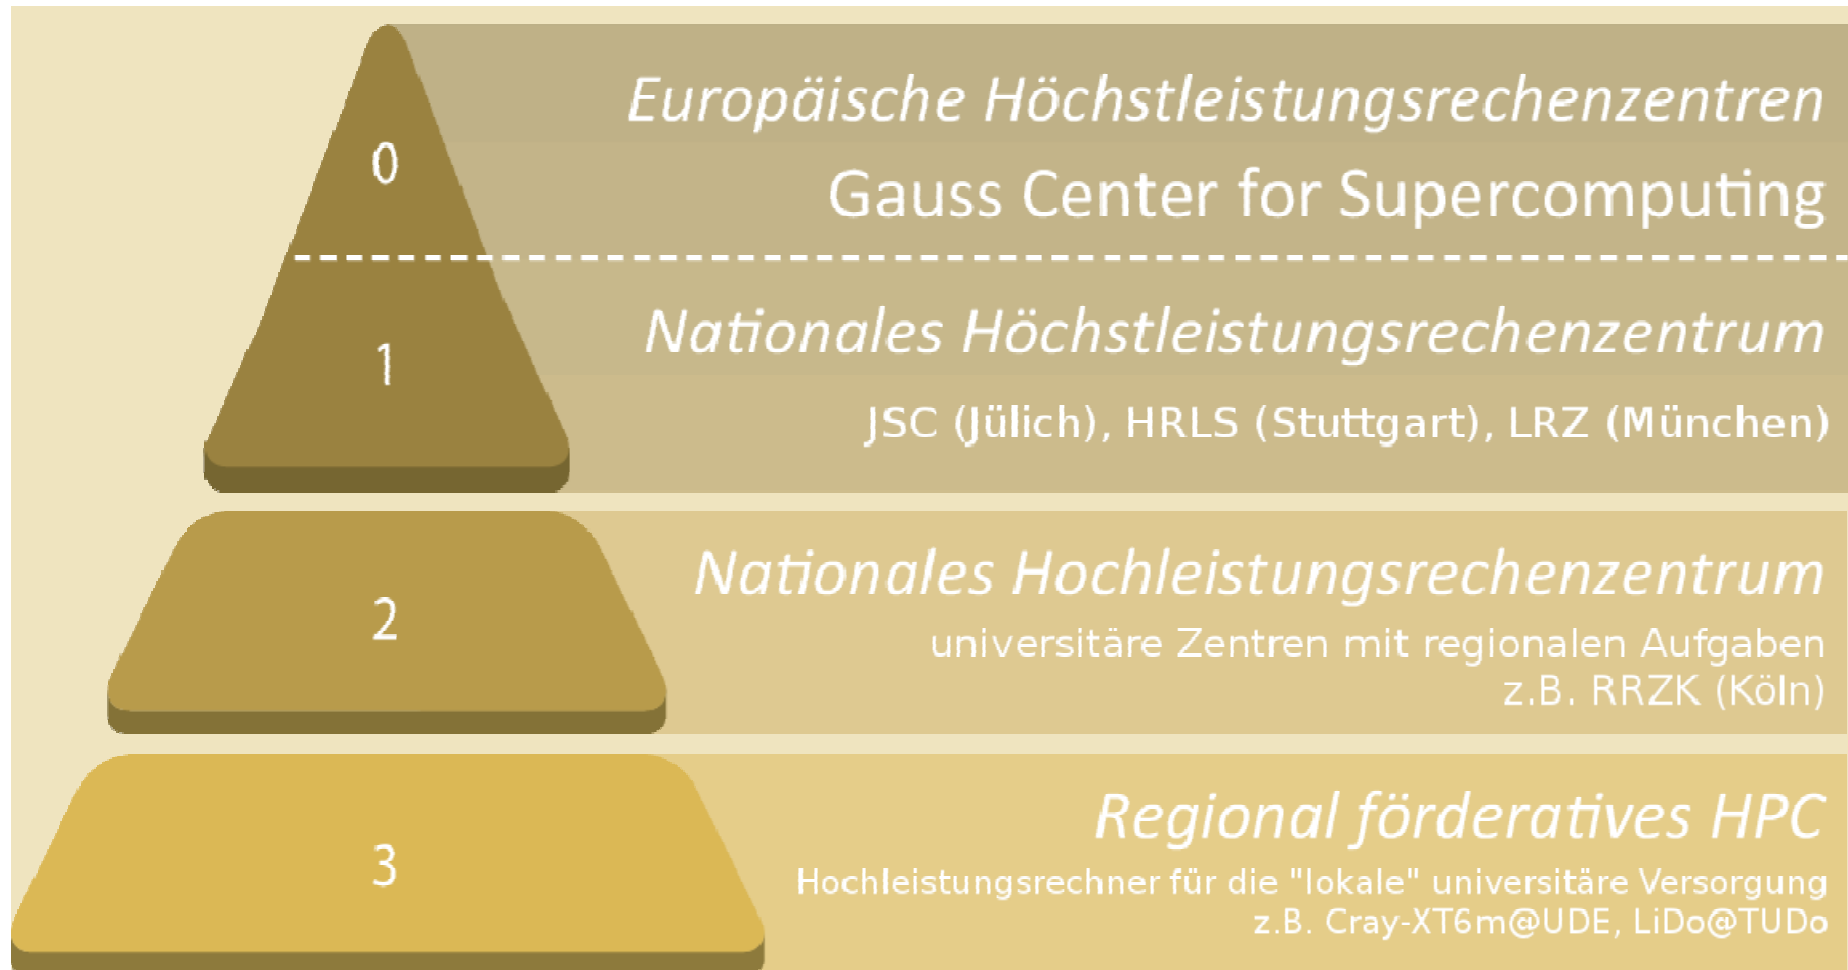 Europäische Höchstleistungsrechenzentren
0
Gauss Center for Supercomputing
Nationales Höchstleistungsrechenzentrum
1
JSC (Jülich), HRLS (Stuttgart), LRZ (München)
Nationales Hochleistungsrechenzentrum
2
universitäre Zentren mit regionalen Aufgaben
z.B. RRZK (Köln)
Regional förderatives HPC
3
Hochleistungsrechner für die "lokale" universitäre Versorgung
z.B. Cray-XT6m@UDE, LiDo@TUDo